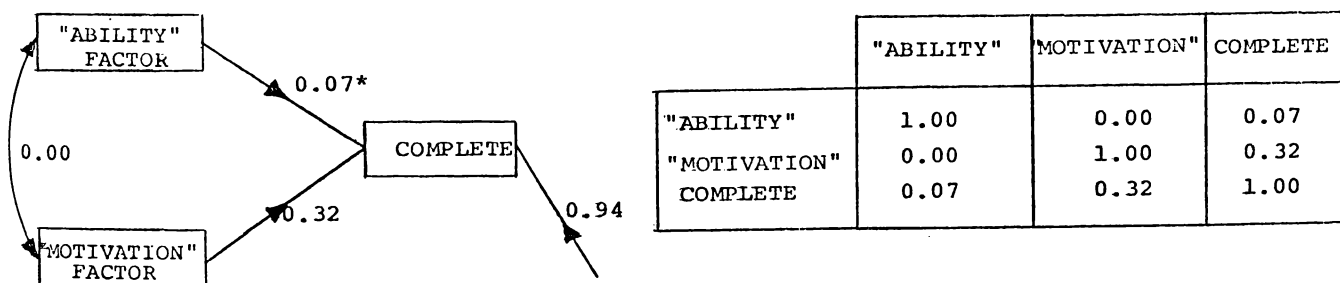 "ABILITY"
FACTOR
0.07*
0.00
COMPLETE
0.32
0.94
"MOTIVATION"
FACTOR
"ABILITY" "MOTIVATION" COMPLETE
"ABILITY" 1.00 0.00 0.07
"MOTIVATION" 0.00 1.00 0.32
COMPLETE 0.07 0.32 1.00